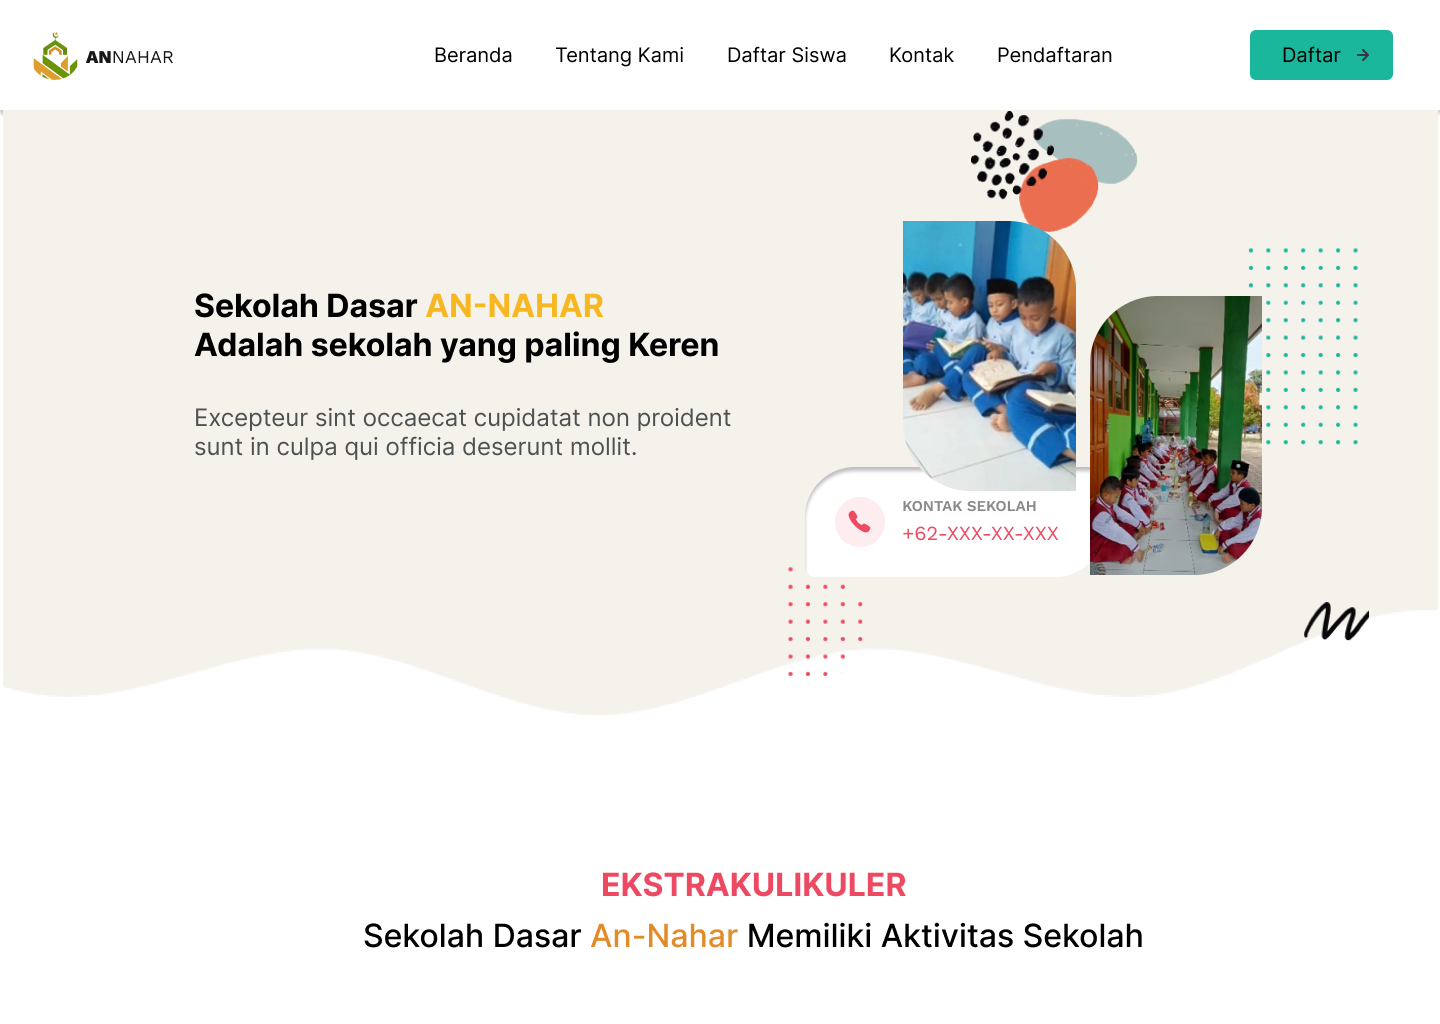 ANNAHAR
Beranda
Tentang Kami
Daftar Siswa
Kontak
Pendaftaran
Daftar
Sekolah Dasar AN-NAHAR
Adalah sekolah yang paling Keren
Excepteur sint occaecat cupidatat non proident
sunt in culpa qui officia deserunt mollit.
KONTAK SEKOLAH
+62-XXX-XX-XXX
EKSTRAKULIKULER
Sekolah Dasar An-Nahar Memiliki Aktivitas Sekolah